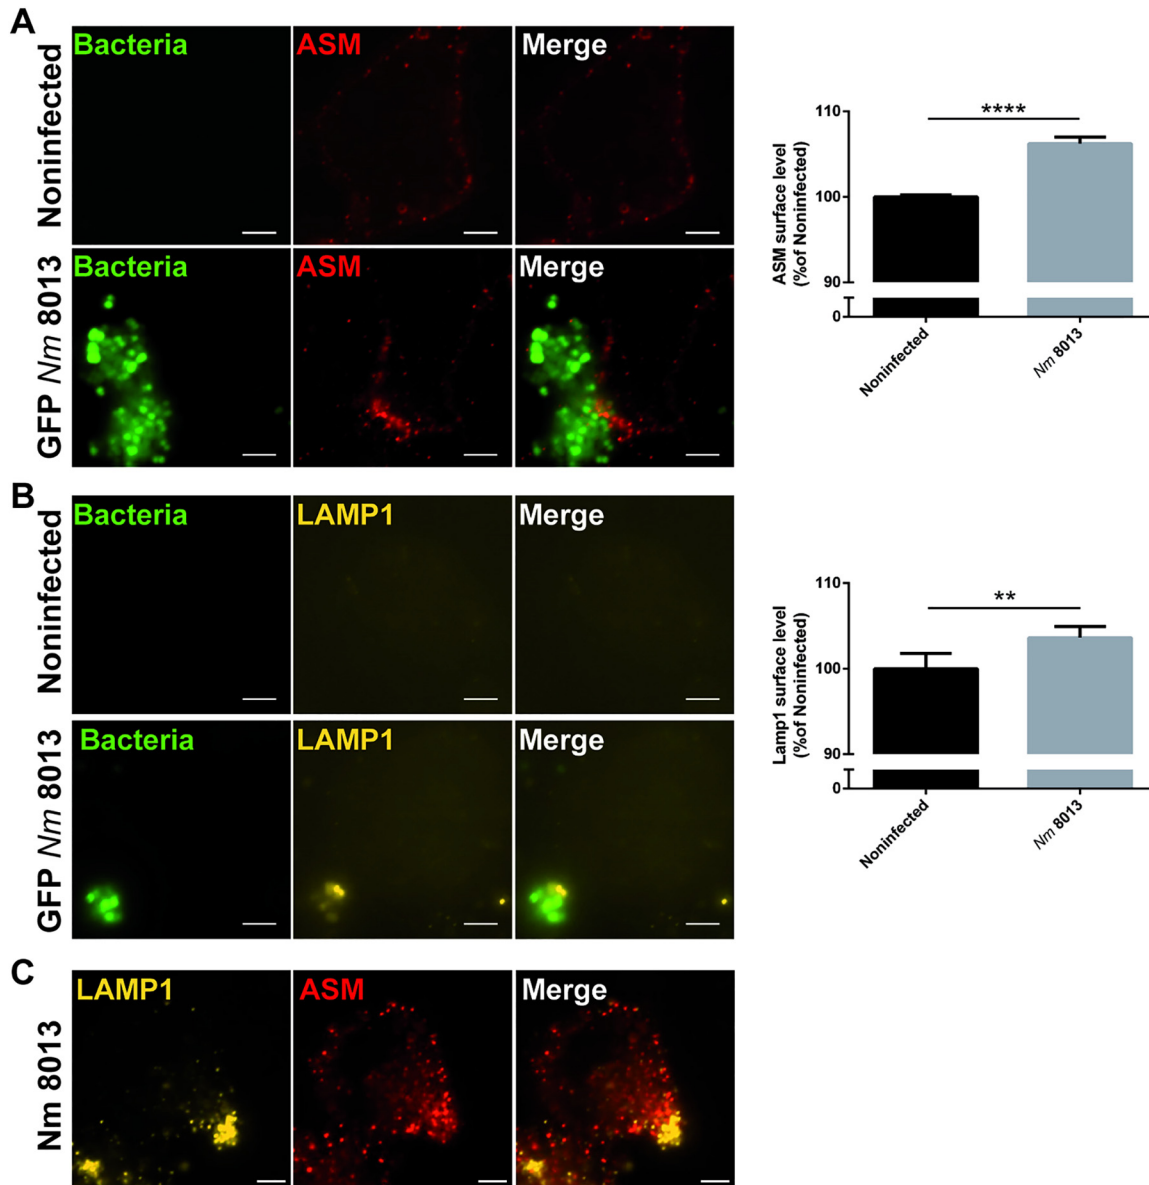 A
Noninfected
Bacteria
ASM
Merge
GFP Nm 8013
Bacteria
ASM
Merge
ASM surface level
(%of Noninfected)
110
100
90
0
****
Noninfected
Nm 8013
B
Noninfected
Bacteria
LAMP1
Merge
GFP Nm 8013
Bacteria
LAMP1
Merge
Lamp1 surface level
(%of Noninfected)
110
100
90
0
**
Noninfected
Nm 8013
C
Nm 8013
LAMP1
ASM
Merge